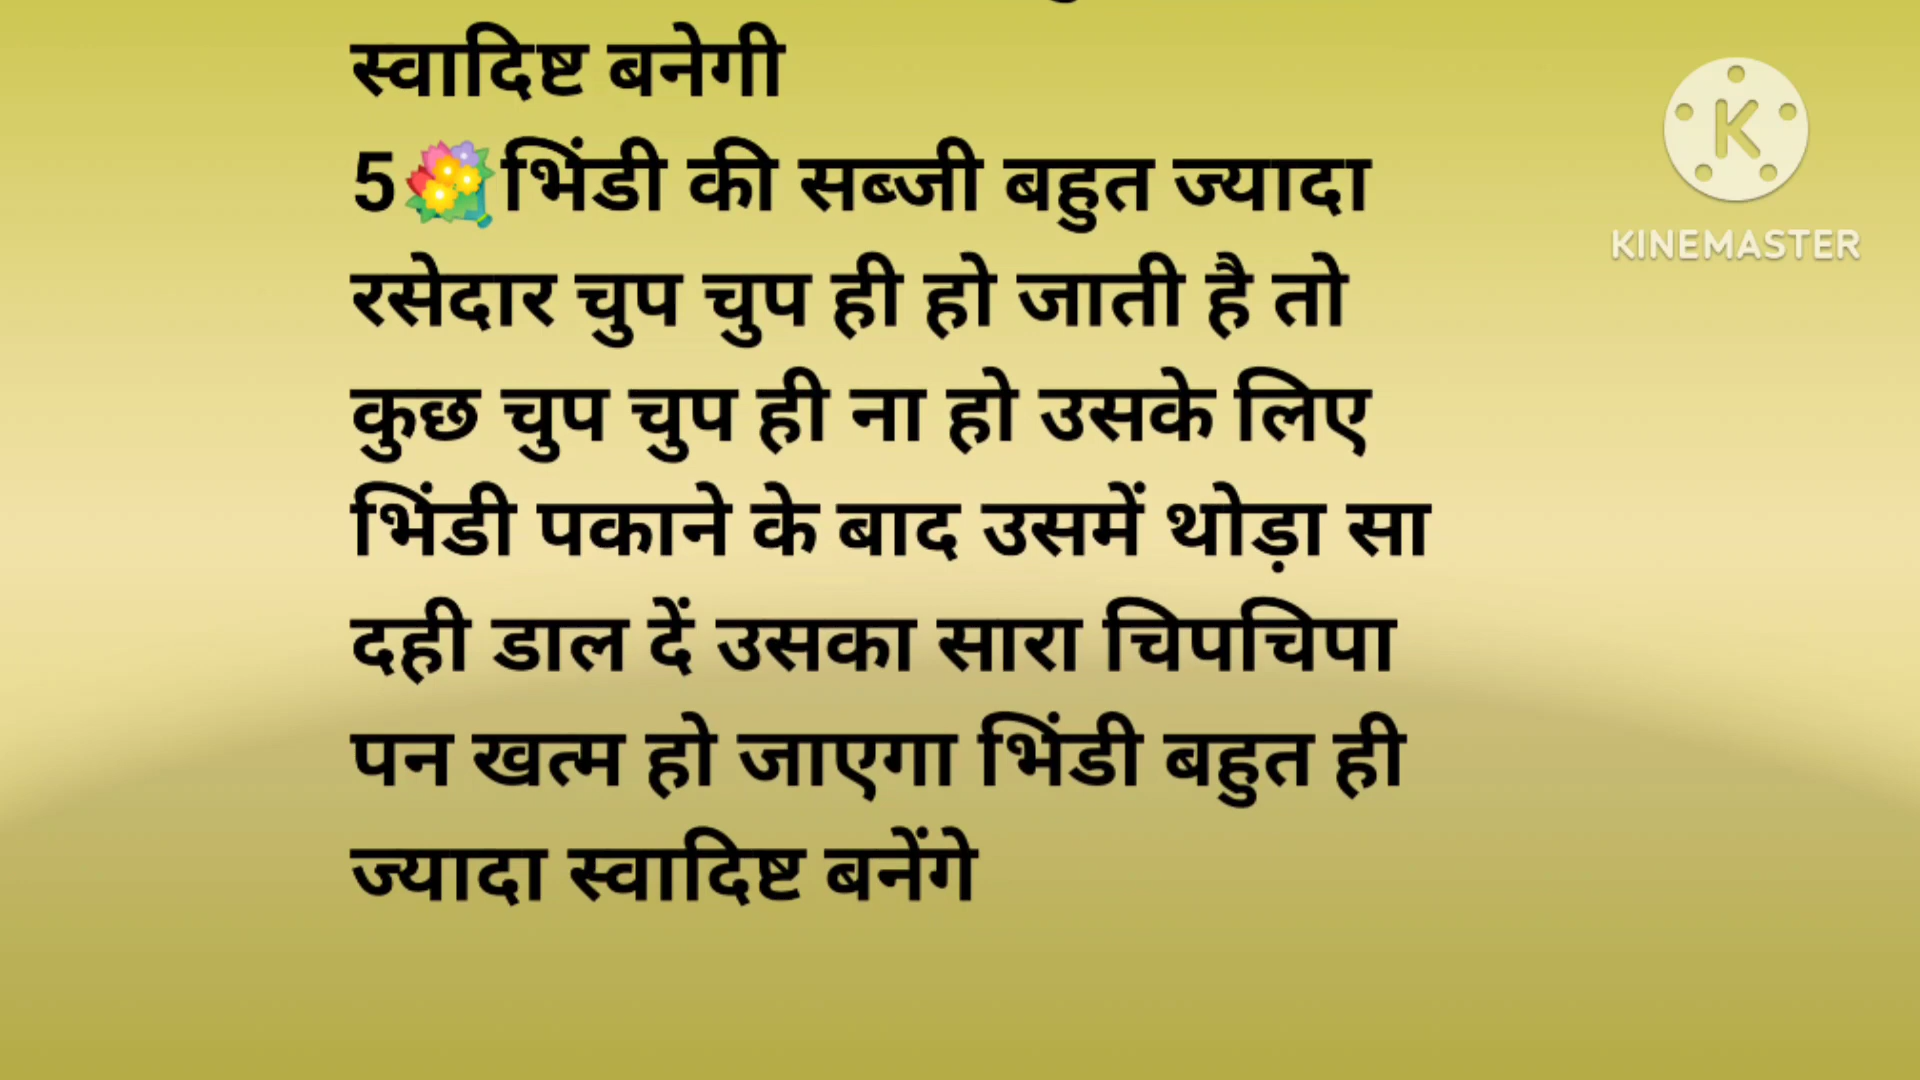 स्वादिष्ट बनेगी
5💐भिंडी की सब्जी बहुत ज्यादा
रसेदार चुप चुप ही हो जाती है तो
कुछ चुप चुप ही ना हो उसके लिए
भिंडी पकाने के बाद उसमें थोड़ा सा
दही डाल दें उसका सारा चिपचिपा
पन खत्म हो जाएगा भिंडी बहुत ही
ज्यादा स्वादिष्ट बनेंगे
K
KINEMASTER